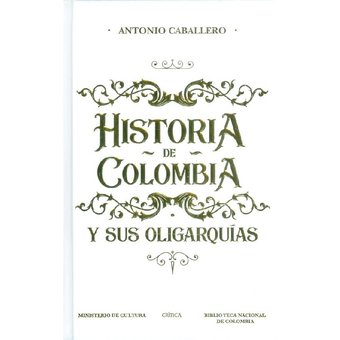 ANTONIO CABALLERO
HISTORIA
DE
COLOMBIA
Y SUS OLIGARQUÍAS
MINISTERIO DE CULTURA CRÍTICA BIBLIOTECA NACIONAL
DE COLOMBIA